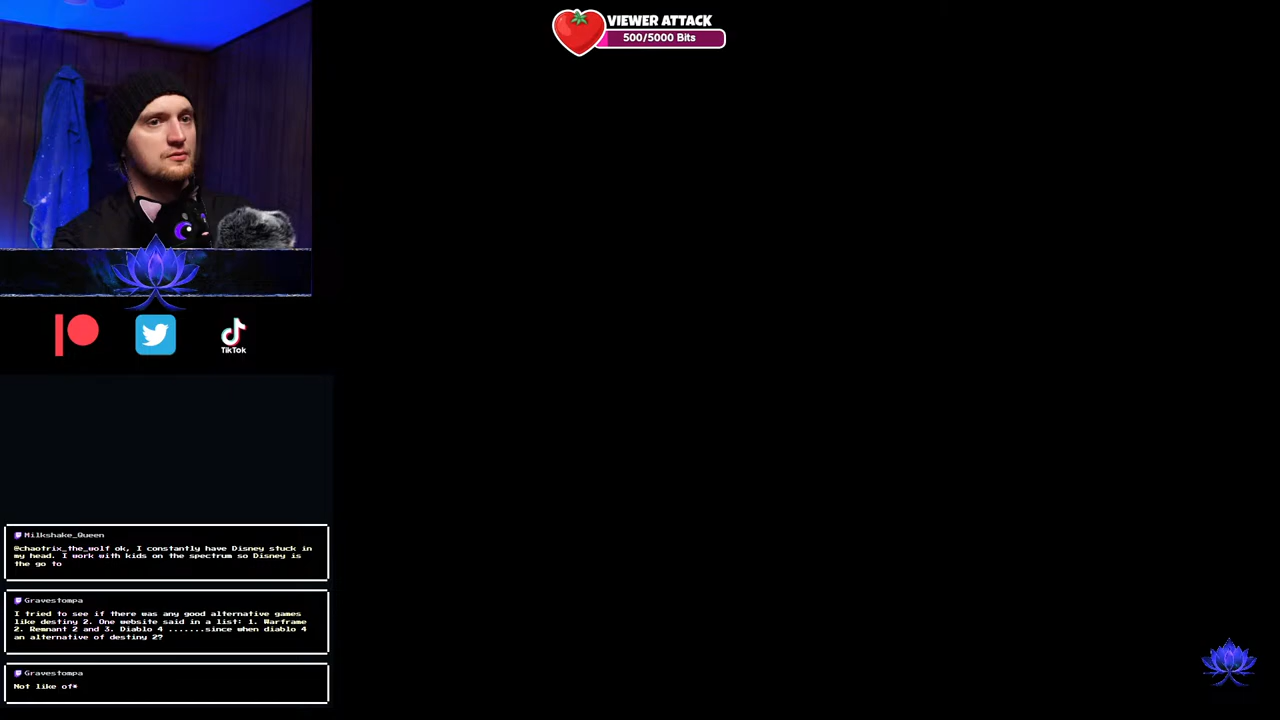 VIEWER ATTACK
500/5000 Bits
TikTok
Milkshake_Queen
@chaotrix_the_wolf ok, I constantly have Disney stuck in
my head. I work with kids on the spectrum so Disney is
the go to
Gravestompa
I tried to see if there was any good alternative games
like destiny 2. One website said in a list: 1. Warframe
2. Remnant 2 and 3. Diablo 4 .......since when diablo 4
an alternative of destiny 2?
Gravestompa
Not like of*